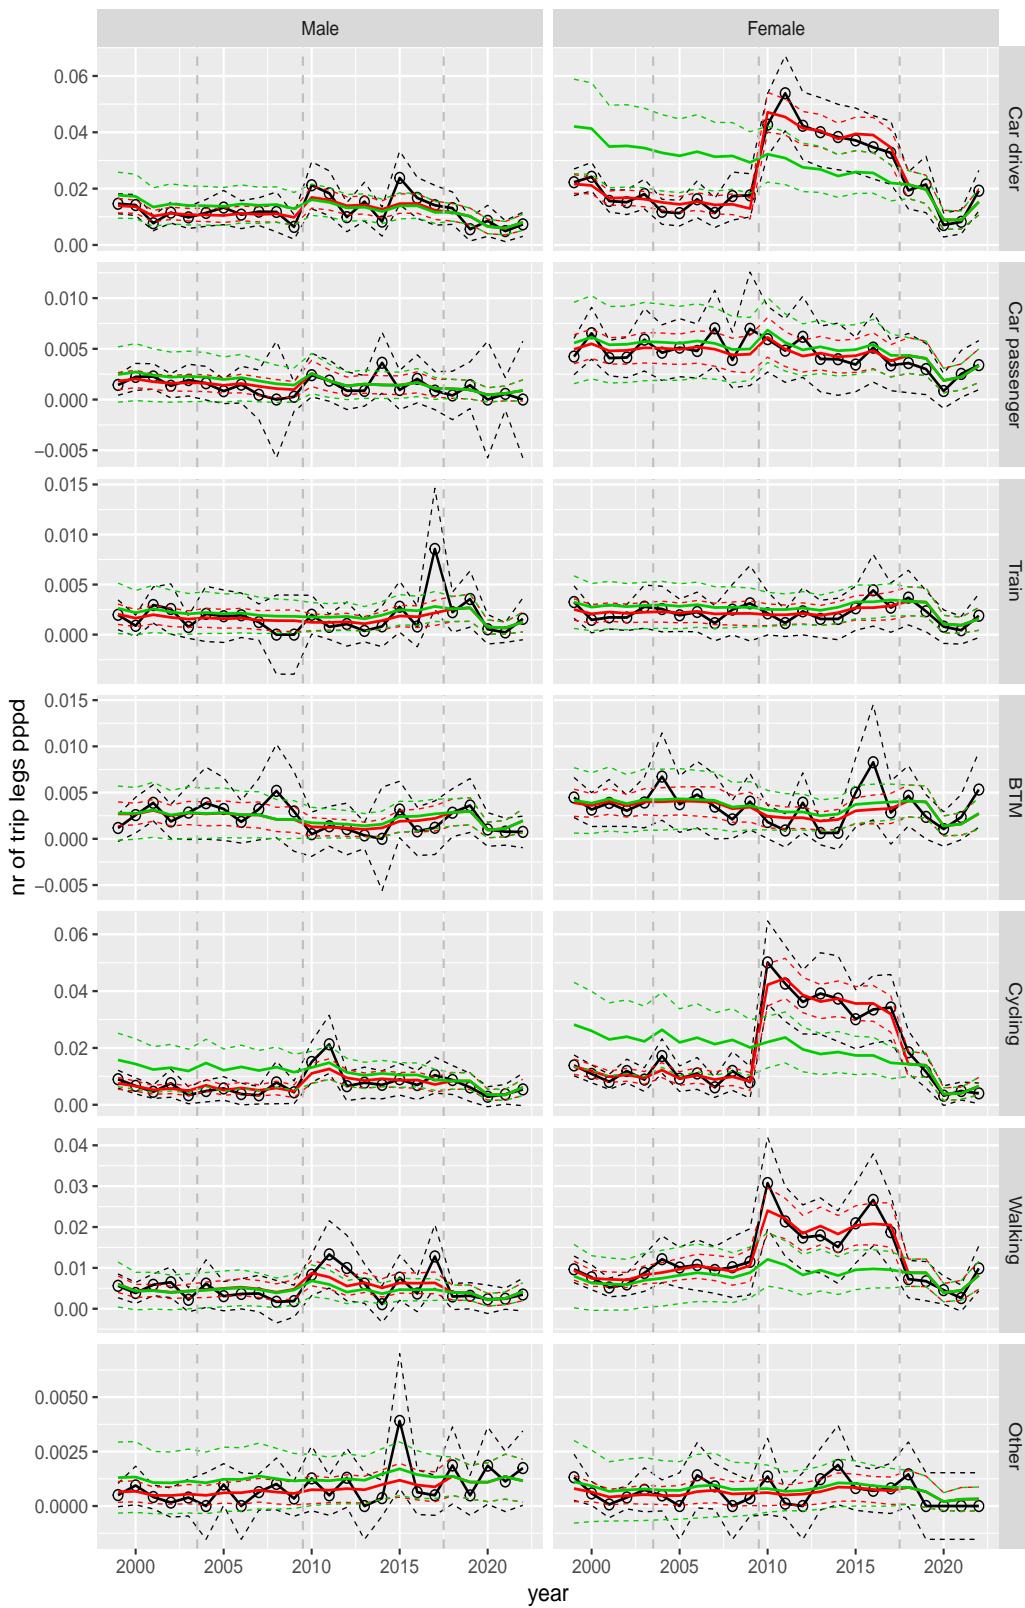 Male
Female
0.06
0.04
0.02
0.00
Car driver
0.010
0.005
0.000
−0.005
Car passenger
0.015
0.010
0.005
0.000
Train
0.015
0.010
0.005
0.000
−0.005
BTM
0.06
0.04
0.02
0.00
Cycling
0.04
0.03
0.02
0.01
0.00
Walking
0.0050
0.0025
0.0000
Other
nr of trip legs pppd
2000 2005 2010 2015 2020
2000 2005 2010 2015 2020
year